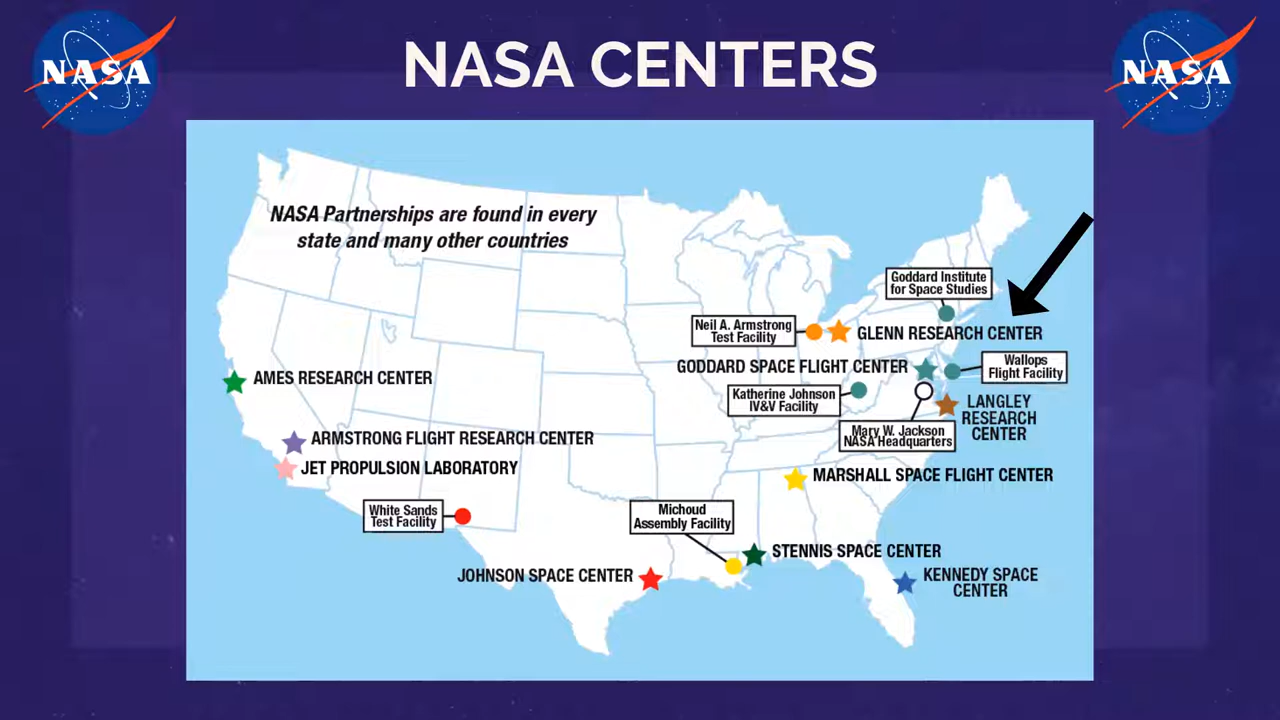 NASA
NASA CENTERS
NASA
NASA Partnerships are found in every
state and many other countries
Goddard Institute
for Space Studies
Neil A. Armstrong
Test Facility
GLENN RESEARCH CENTER
GODDARD SPACE FLIGHT CENTER
Wallops
Flight Facility
AMES RESEARCH CENTER
Katherine Johnson
IV&V Facility
LANGLEY
RESEARCH
CENTER
Mary W. Jackson
NASA Headquarters
ARMSTRONG FLIGHT RESEARCH CENTER
JET PROPULSION LABORATORY
MARSHALL SPACE FLIGHT CENTER
White Sands
Test Facility
Michoud
Assembly Facility
STENNIS SPACE CENTER
JOHNSON SPACE CENTER
KENNEDY SPACE
CENTER